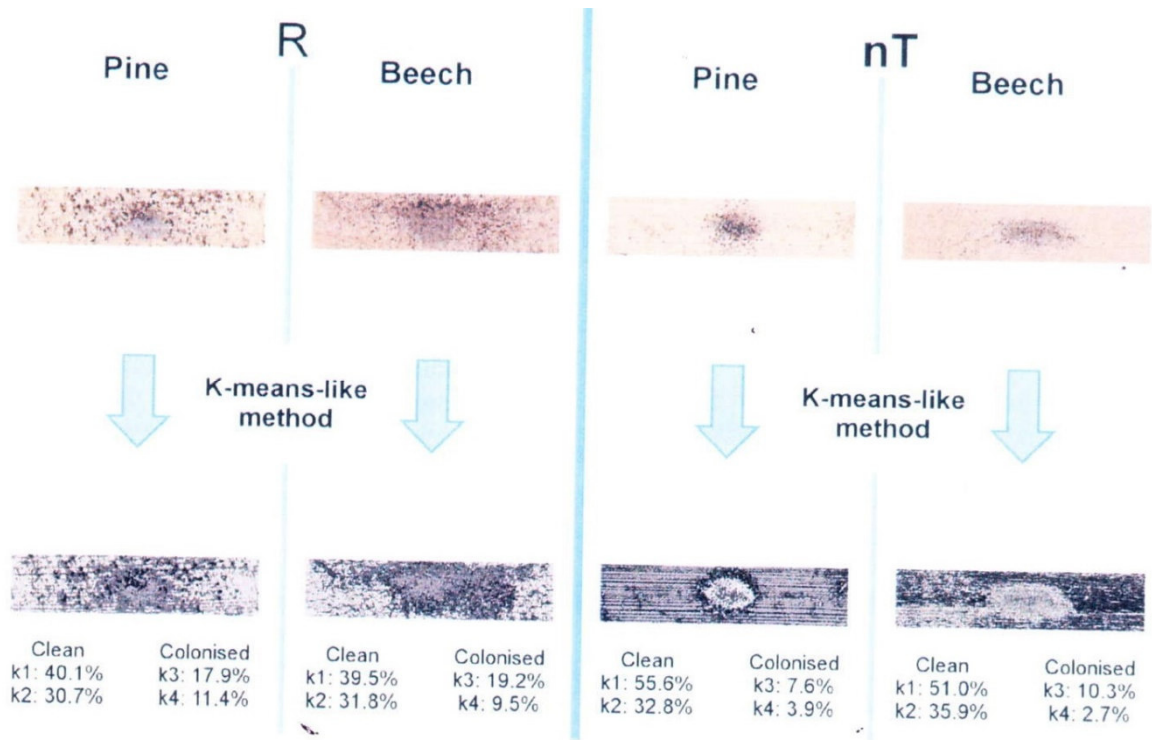 R
Pine
Beech
K-means-like
method
Clean
k1: 40.1%
k2: 30.7%
Colonised
k3: 17.9%
k4: 11.4%
Clean
k1: 39.5%
k2: 31.8%
Colonised
k3: 19.2%
k4: 9.5%
nT
Pine
Beech
K-means-like
method
Clean
k1: 55.6%
k2: 32.8%
Colonised
k3: 7.6%
k4: 3.9%
Clean
k1: 51.0%
k2: 35.9%
Colonised
k3: 10.3%
k4: 2.7%